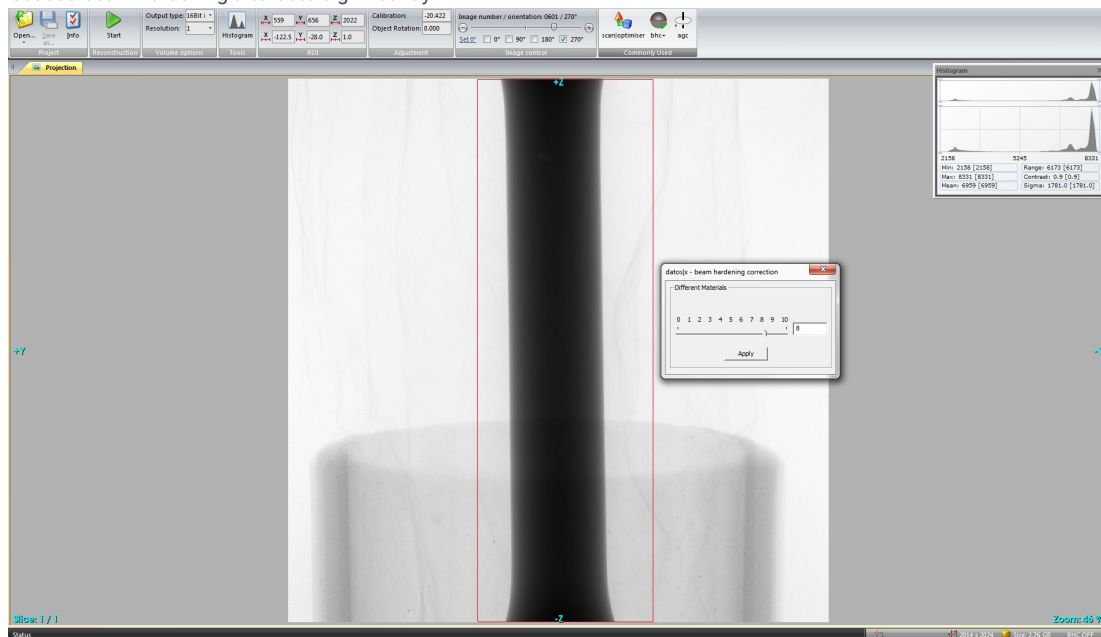 Open...
Save as...
Info
Project
Start
Reconstruction
Output type: 16Bit i
Resolution: 1
Volume options
Histogram
Tools
X 559 Y 656 Z 2022
X -122.5 Y -28.0 Z 1.0
ROI
Calibration: -20.422
Object Rotation: 0.000
Adjustment
Image number / orientation: 0601 / 270°
Set 0° 0° 90° 180° 270°
Image control
scan|optimiser bhc+ agc
Commonly Used
Projection
+Z
Histogram
2158 5245 8331
Min: 2158 [2158] Range: 6173 [6173]
Max: 8331 [8331] Contrast: 0.9 [0.9]
Mean: 6959 [6959] Sigma: 1781.0 [1781.0]
datos|x - beam hardening correction
Different Materials
0 1 2 3 4 5 6 7 8 9 10
8
Apply
+Y
-Z
Slice: 1 / 1
Zoom: 46 %
Status
2014 x 2024 Size: 2.76 GB BHC OFF